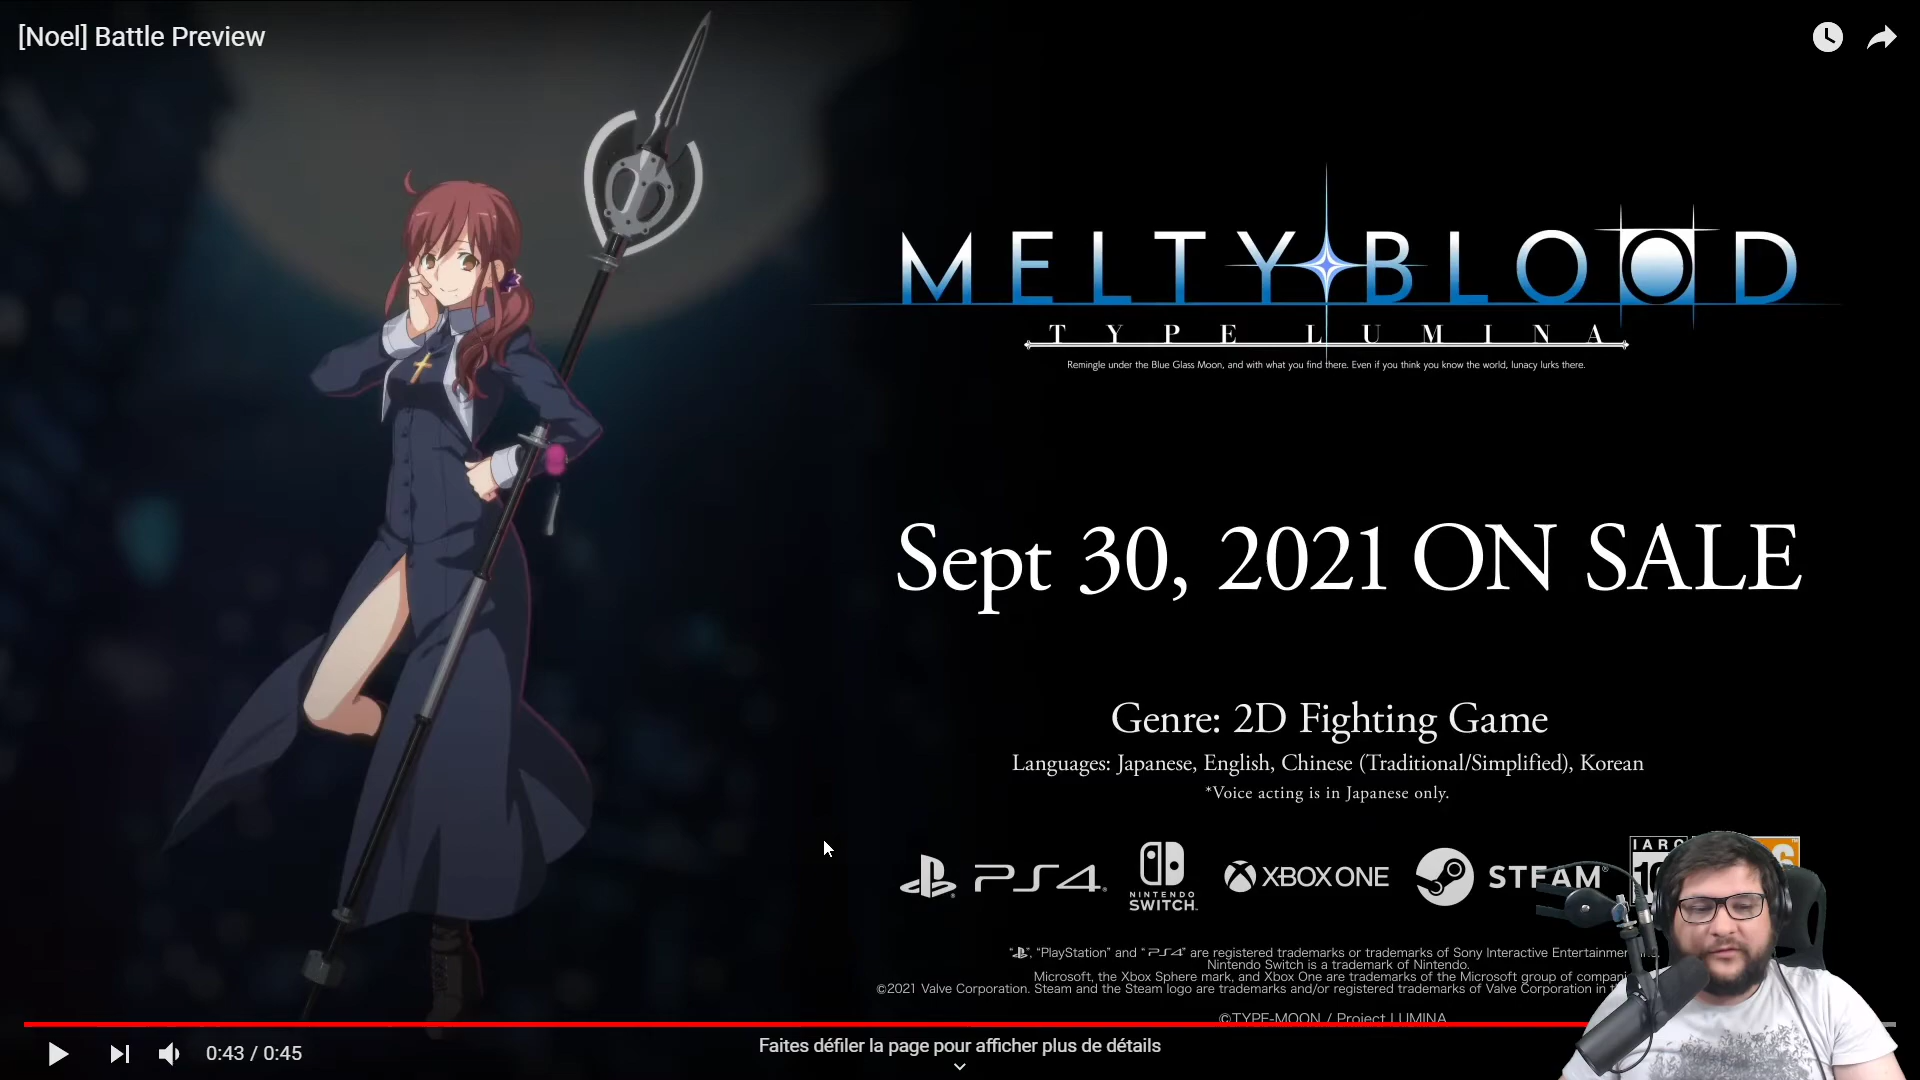 [Noel] Battle Preview
MELTY BLOOD
TYPE LUMINA
Remingle under the Blue Glass Moon, and with what you find there. Even if you think you know the world, lunacy lurks there.
Sept 30, 2021 ON SALE
Genre: 2D Fighting Game
Languages: Japanese, English, Chinese (Traditional/Simplified), Korean
*Voice acting is in Japanese only.
PS4
NINTENDO SWITCH
XBOX ONE
STEAM
IARC
"PlayStation" and "PS4" are registered trademarks or trademarks of Sony Interactive
Nintendo Switch is a trademark of Nintendo.
Microsoft, the Xbox Sphere mark, and Xbox One are trademarks of the Microsoft group of
©2021 Valve Corporation. Steam and the Steam logo are trademarks and/or registered trademarks of Valve Corporation in
©TYPE-MOON / Project LUMINA
0:43 / 0:45
Faites défiler la page pour afficher plus de détails